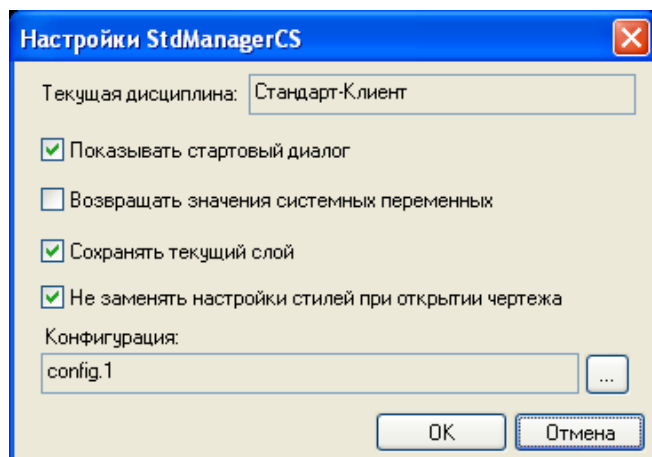 Настройки StdManagerCS
Текущая дисциплина: Стандарт-Клиент
Показывать стартовый диалог
Возвращать значения системных переменных
Сохранять текущий слой
Не заменять настройки стилей при открытии чертежа
Конфигурация:
config.1 ...
OK Отмена